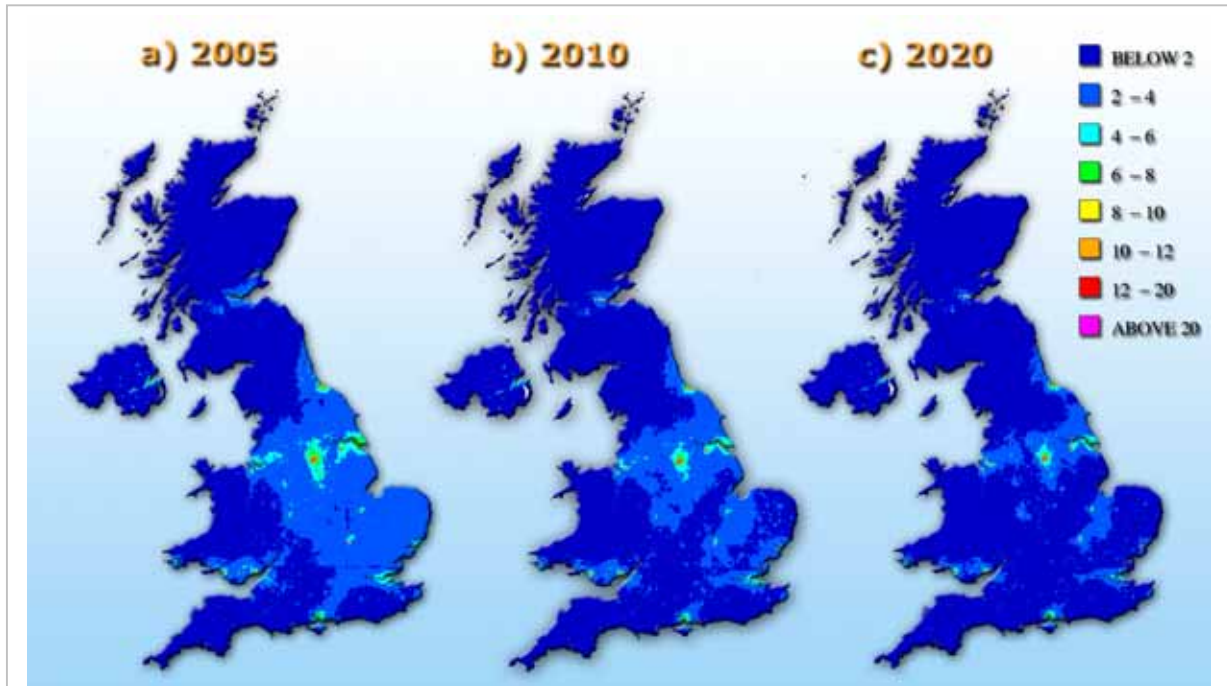 a) 2005
b) 2010
c) 2020
BELOW 2
2 – 4
4 – 6
6 – 8
8 – 10
10 – 12
12 – 20
ABOVE 20